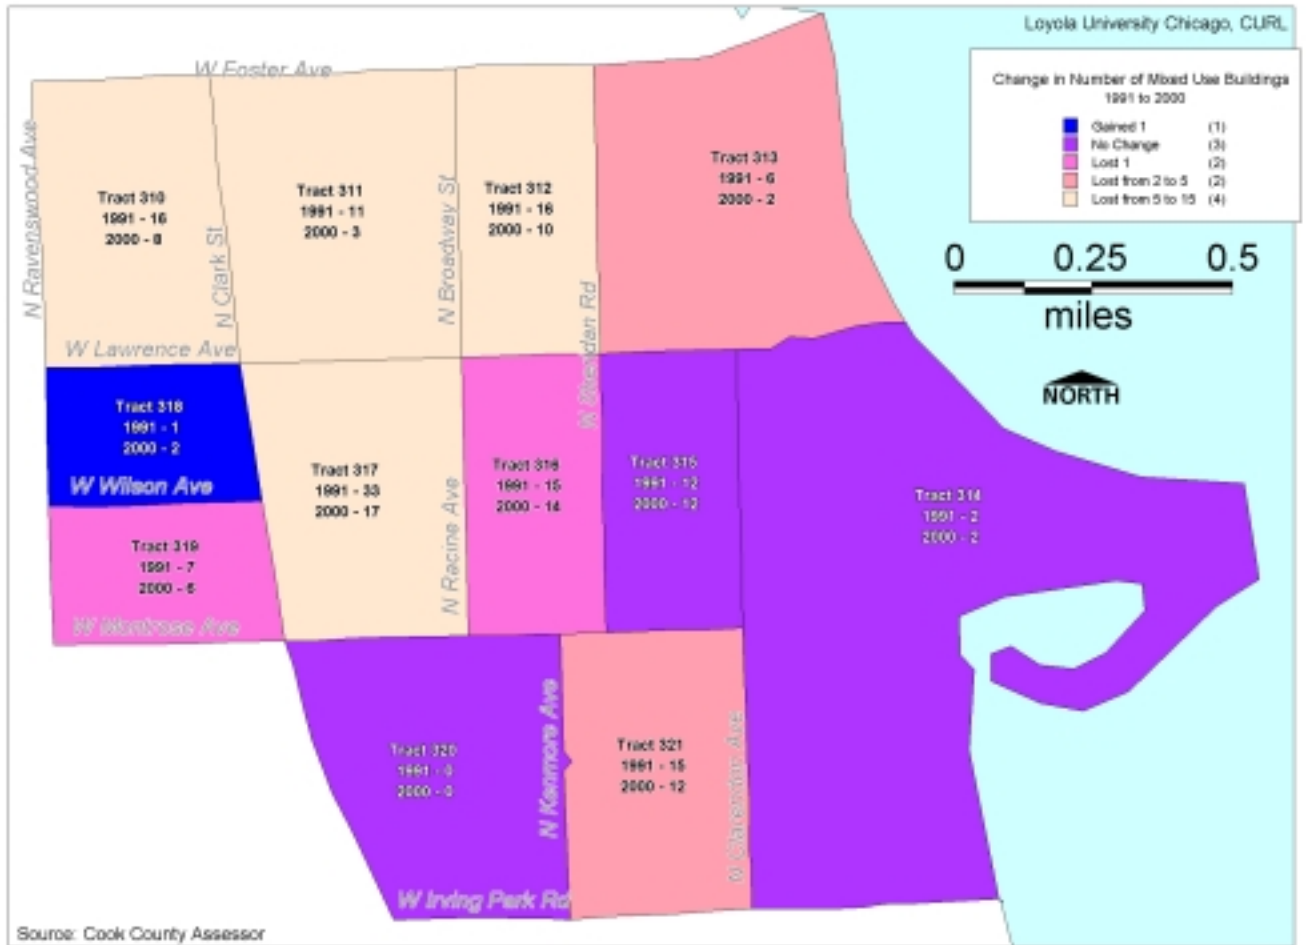 Loyola University Chicago, CURL
Change in Number of Mixed Use Buildings
1991 to 2000
Gained 1 (1)
No Change (3)
Lost 1 (2)
Lost from 2 to 5 (2)
Lost from 5 to 15 (4)
0 0.25 0.5
miles
NORTH
W Foster Ave
N Ravenswood Ave
N Clark St
N Broadway St
W Sheridan Rd
Tract 310
1991 - 16
2000 - 8
Tract 311
1991 - 11
2000 - 3
Tract 312
1991 - 16
2000 - 10
Tract 313
1991 - 6
2000 - 2
W Lawrence Ave
Tract 318
1991 - 1
2000 - 2
W Wilson Ave
Tract 317
1991 - 33
2000 - 17
N Racine Ave
Tract 316
1991 - 15
2000 - 14
Tract 315
1991 - 12
2000 - 12
Tract 314
1991 - 2
2000 - 2
Tract 319
1991 - 7
2000 - 6
W Montrose Ave
Tract 320
1991 - 0
2000 - 0
N Kenmore Ave
Tract 321
1991 - 15
2000 - 12
N Clarendon Ave
W Irving Park Rd
Source: Cook County Assessor